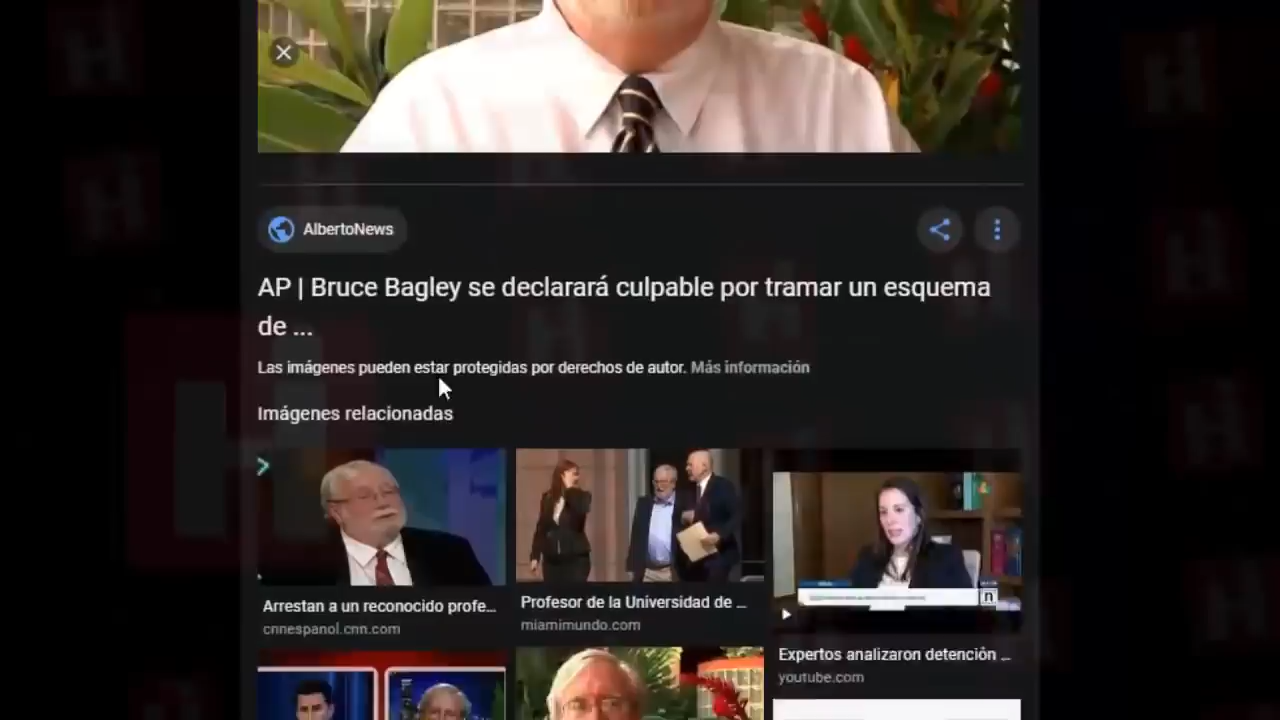 AlbertoNews
AP | Bruce Bagley se declarará culpable por tramar un esquema
de ...
Las imágenes pueden estar protegidas por derechos de autor. Más información
Imágenes relacionadas
Arrestan a un reconocido profe...
cnnespanol.cnn.com
Profesor de la Universidad de ...
miamimundo.com
n
Expertos analizaron detención ...
youtube.com